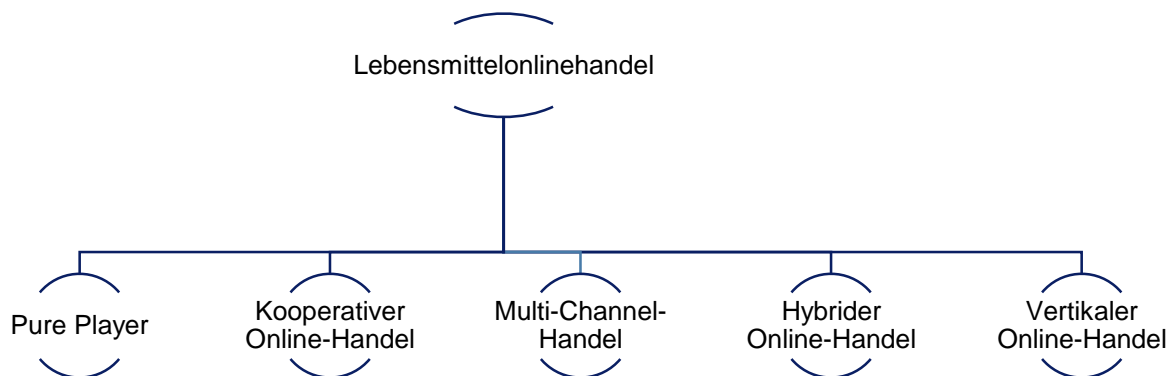 Lebensmittelonlinehandel
Pure Player
Kooperativer
Online-Handel
Multi-Channel-
Handel
Hybrider
Online-Handel
Vertikaler
Online-Handel